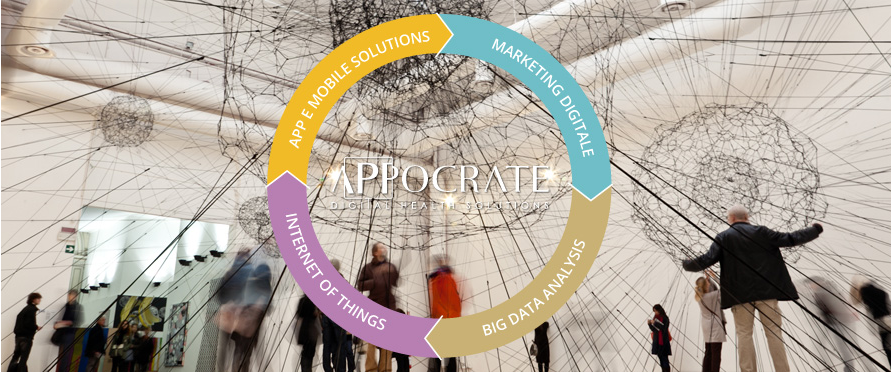 APP E MOBILE SOLUTIONS
MARKETING DIGITALE
APPOCRATE
DIGITAL HEALTH SOLUTIONS
INTERNET OF THINGS
BIG DATA ANALYSIS